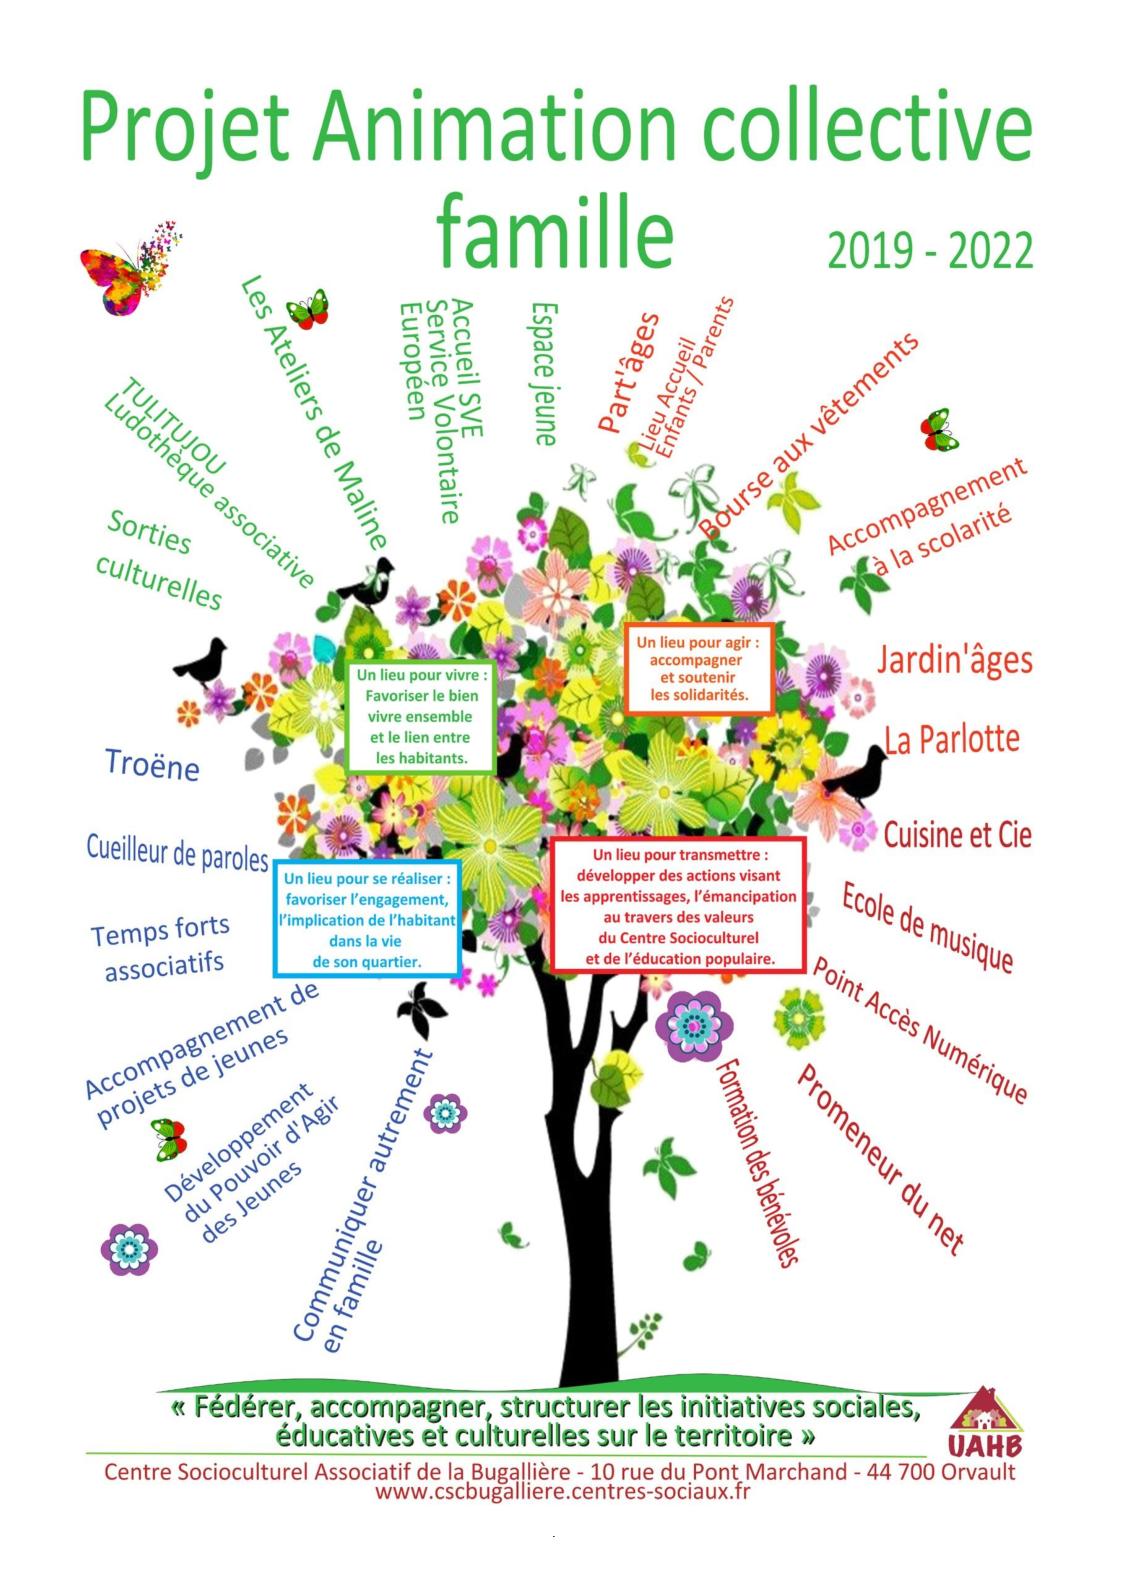 Projet Animation collective
famille
2019 - 2022
Les Ateliers de Maline
Accueil SVE
Service Volontaire
Européen
Espace jeune
Part'âges
Lieu Accueil
Enfants / Parents
Bourse aux vêtements
TULITUJOU
Ludothèque associative
Accompagnement
à la scolarité
Sorties
culturelles
Un lieu pour vivre :
Favoriser le bien
vivre ensemble
et le lien entre
les habitants.
Un lieu pour agir :
accompagner
et soutenir
les solidarités.
Jardin'âges
La Parlotte
Troëne
Cuisine et Cie
Cueilleur de paroles
Un lieu pour se réaliser :
favoriser l’engagement,
l’implication de l’habitant
dans la vie
de son quartier.
Un lieu pour transmettre :
développer des actions visant
les apprentissages, l’émancipation
au travers des valeurs
du Centre Socioculturel
et de l’éducation populaire.
Ecole de musique
Temps forts
associatifs
Point Accès Numérique
Accompagnement de
projets de jeunes
Promeneur du net
Formation des bénévoles
Développement
du Pouvoir d'Agir
des Jeunes
Communiquer autrement
en famille
« Fédérer, accompagner, structurer les initiatives sociales,
éducatives et culturelles sur le territoire »
UAHB
Centre Socioculturel Associatif de la Bugallière - 10 rue du Pont Marchand - 44 700 Orvault
www.cscbugalliere.centres-sociaux.fr